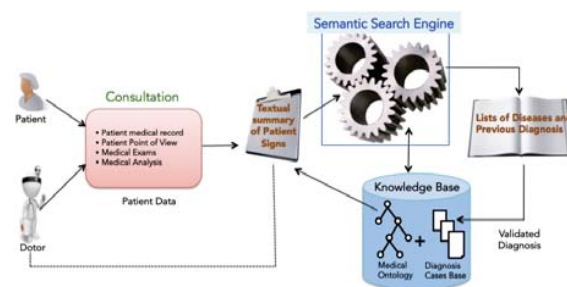 Semantic Search Engine
Consultation
Patient
• Patient medical record
• Patient Point of View
• Medical Exams
• Medical Analysis
Patient Data
Dotor
Textual
summary
of Patient
Signs
Lists of Diseases and
Previous Diagnosis
Knowledge Base
Medical
Ontology
+
Diagnosis
Cases Base
Validated
Diagnosis